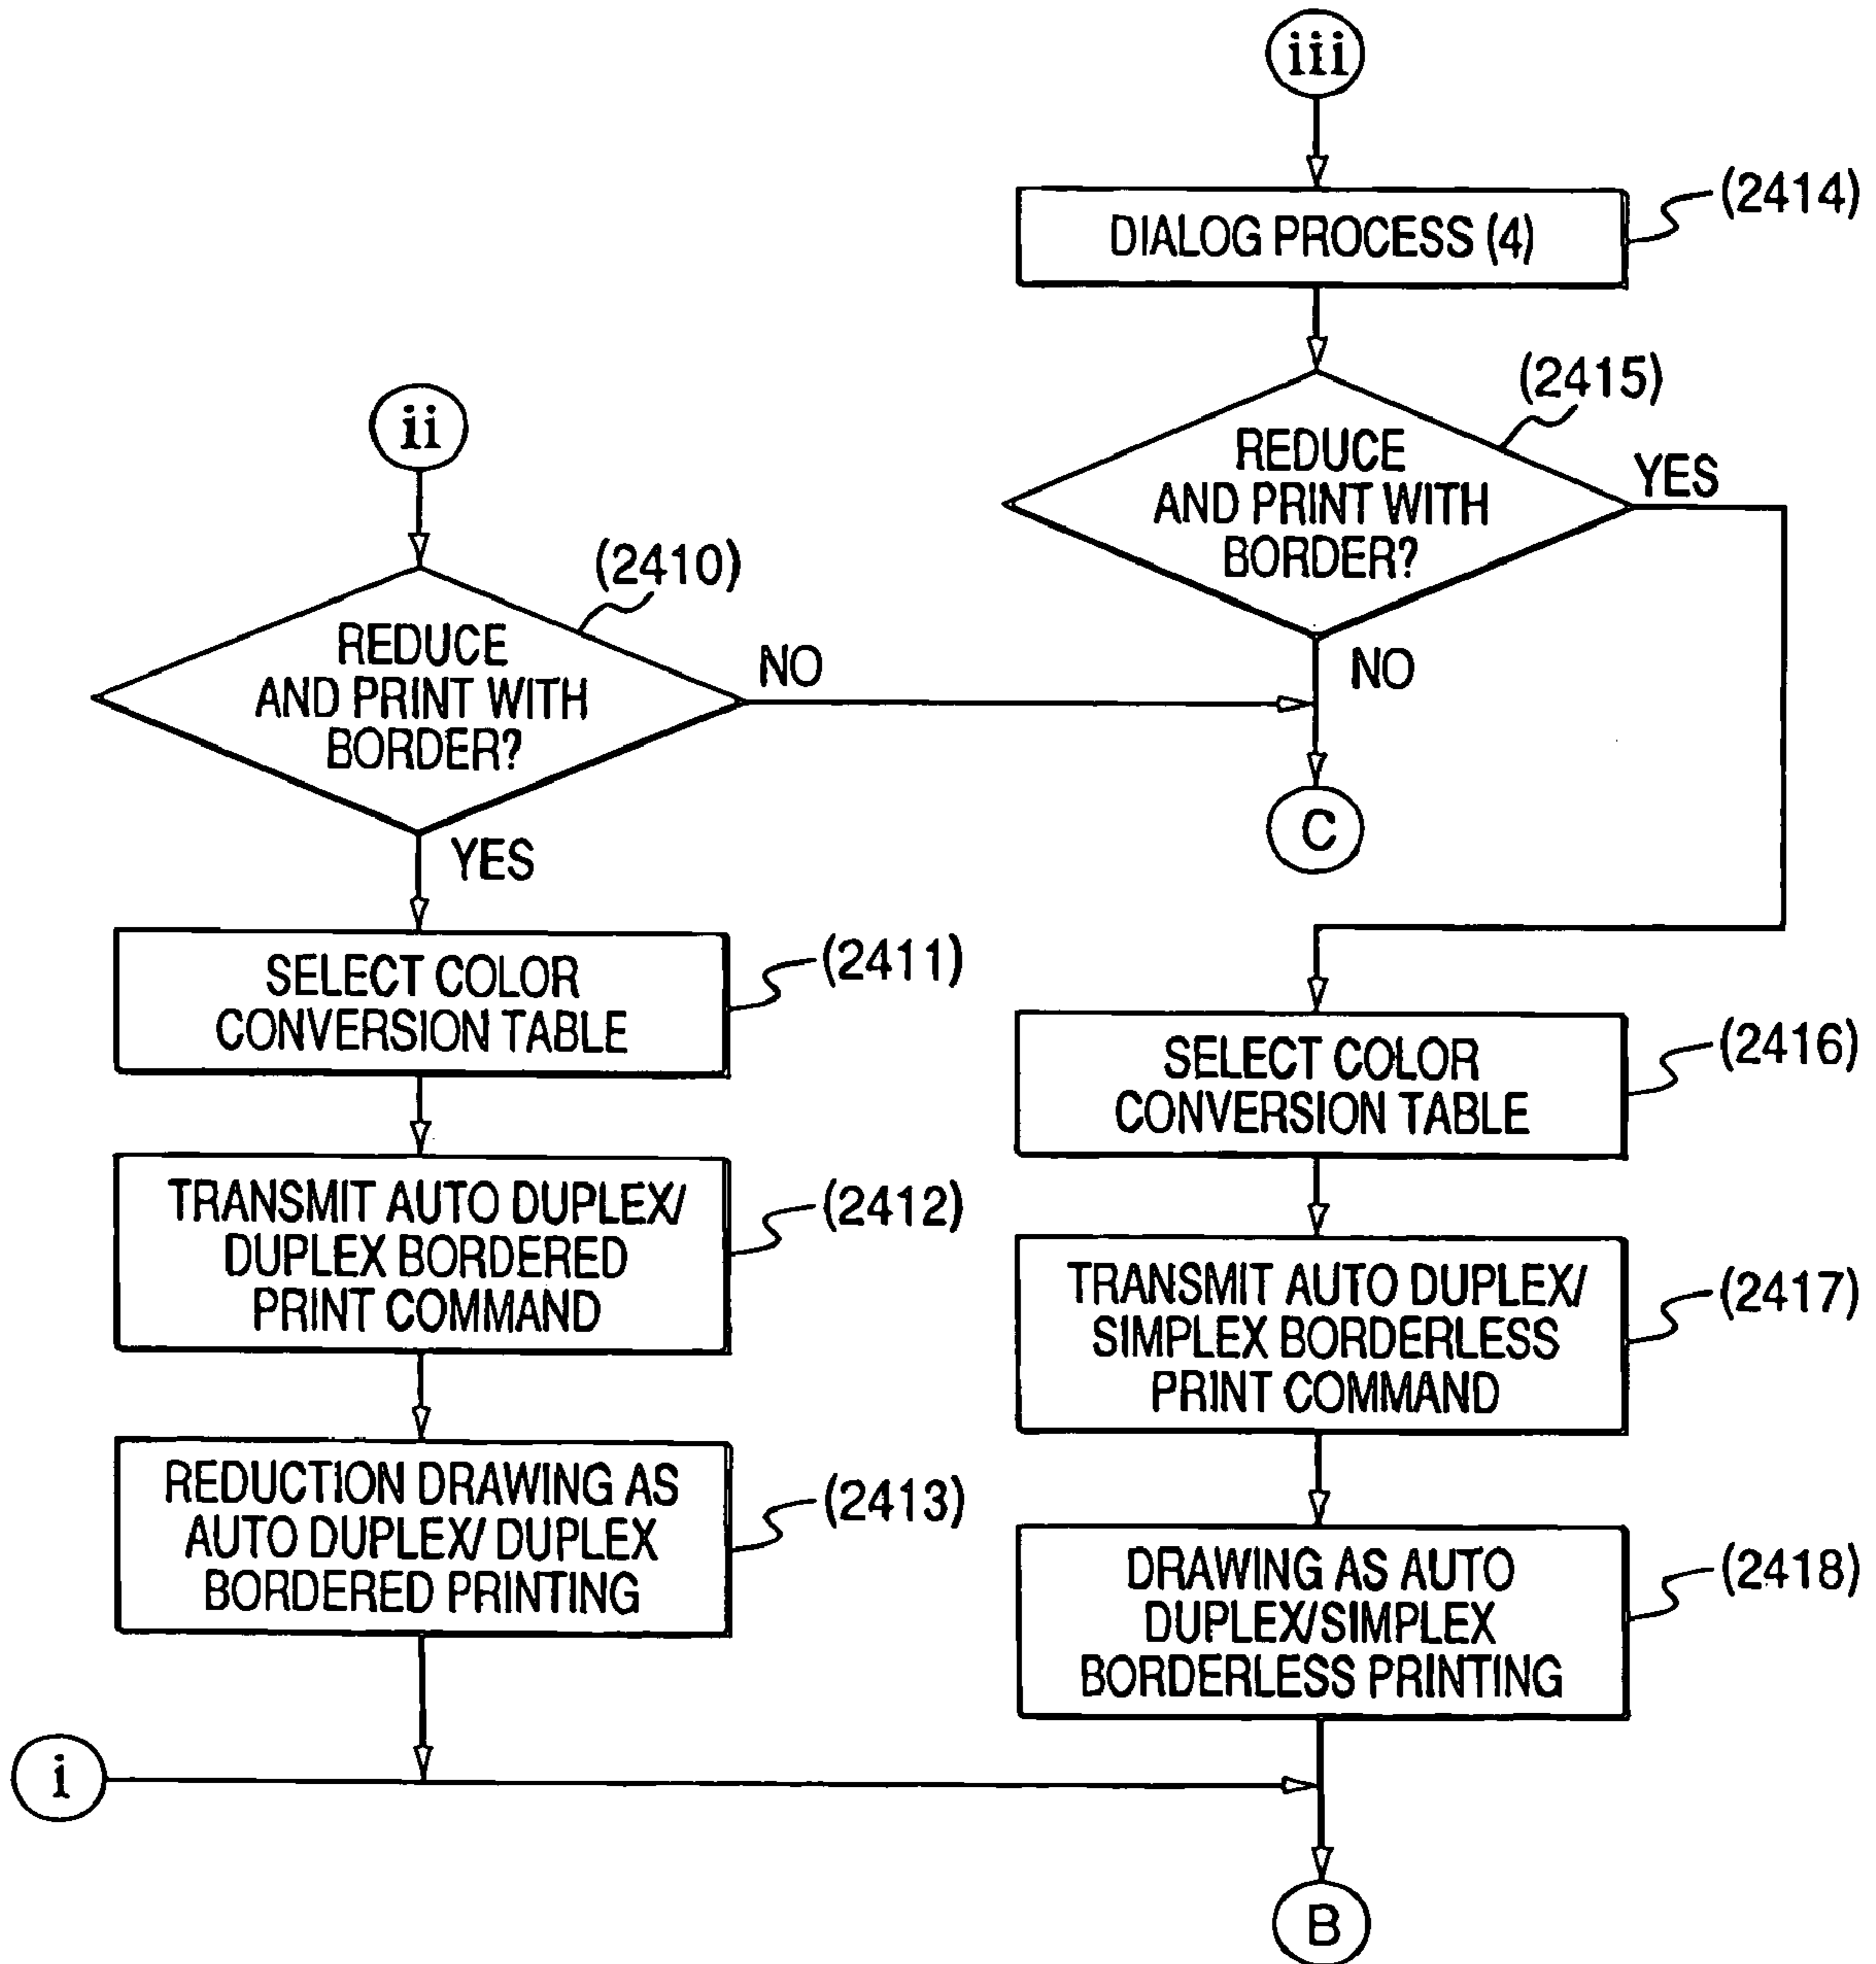 iii
(2414)
DIALOG PROCESS (4)
(2415)
REDUCE
AND PRINT WITH
BORDER?
YES
NO
C
ii
(2410)
REDUCE
AND PRINT WITH
BORDER?
NO
YES
SELECT COLOR
CONVERSION TABLE
(2411)
TRANSMIT AUTO DUPLEX/
DUPLEX BORDERED
PRINT COMMAND
(2412)
REDUCTION DRAWING AS
AUTO DUPLEX/ DUPLEX
BORDERED PRINTING
(2413)
SELECT COLOR
CONVERSION TABLE
(2416)
TRANSMIT AUTO DUPLEX/
SIMPLEX BORDERLESS
PRINT COMMAND
(2417)
DRAWING AS AUTO
DUPLEX/SIMPLEX
BORDERLESS PRINTING
(2418)
i
B